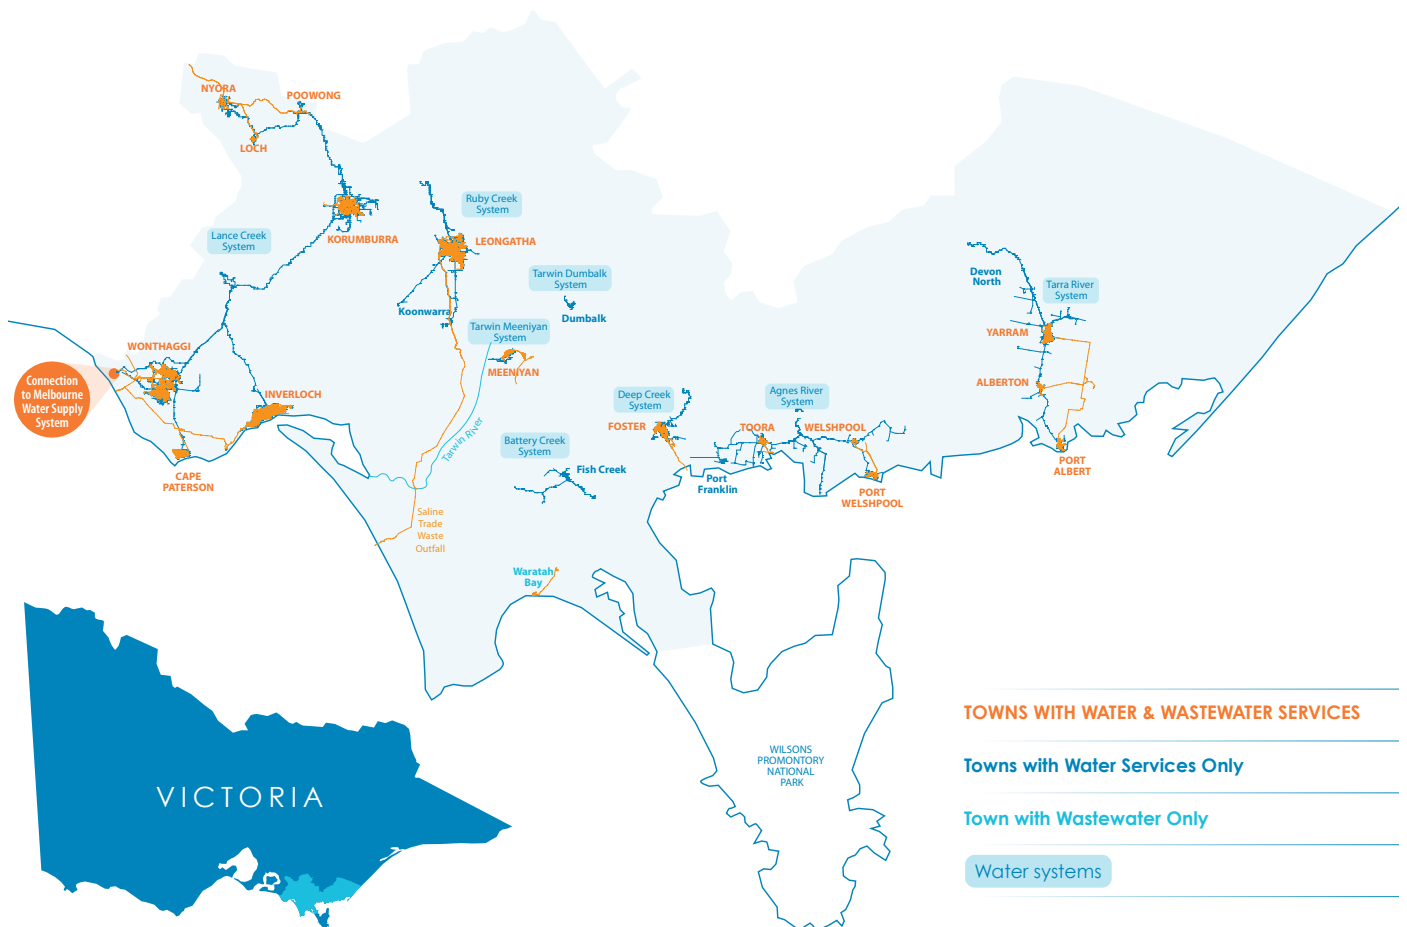 NYORA
POOWONG
LOCH
Ruby Creek
System
Lance Creek
System
KORUMBURRA
LEONGATHA
Tarwin Dumbalk
System
Koonwarra
Dumbalk
Tarwin Meeniyan
System
MEENIYAN
Devon
North
Tarra River
System
YARRAM
ALBERTON
PORT
ALBERT
WONTHAGGI
Connection
to Melbourne
Water Supply
System
INVERLOCH
CAPE
PATERSON
Tarwin River
Deep Creek
System
FOSTER
Agnes River
System
TOORA
WELSHPOOL
Battery Creek
System
Fish Creek
Port
Franklin
PORT
WELSHPOOL
Saline
Trade
Waste
Outfall
Waratah
Bay
WILSONS
PROMONTORY
NATIONAL
PARK
VICTORIA
TOWNS WITH WATER & WASTEWATER SERVICES
Towns with Water Services Only
Town with Wastewater Only
Water systems